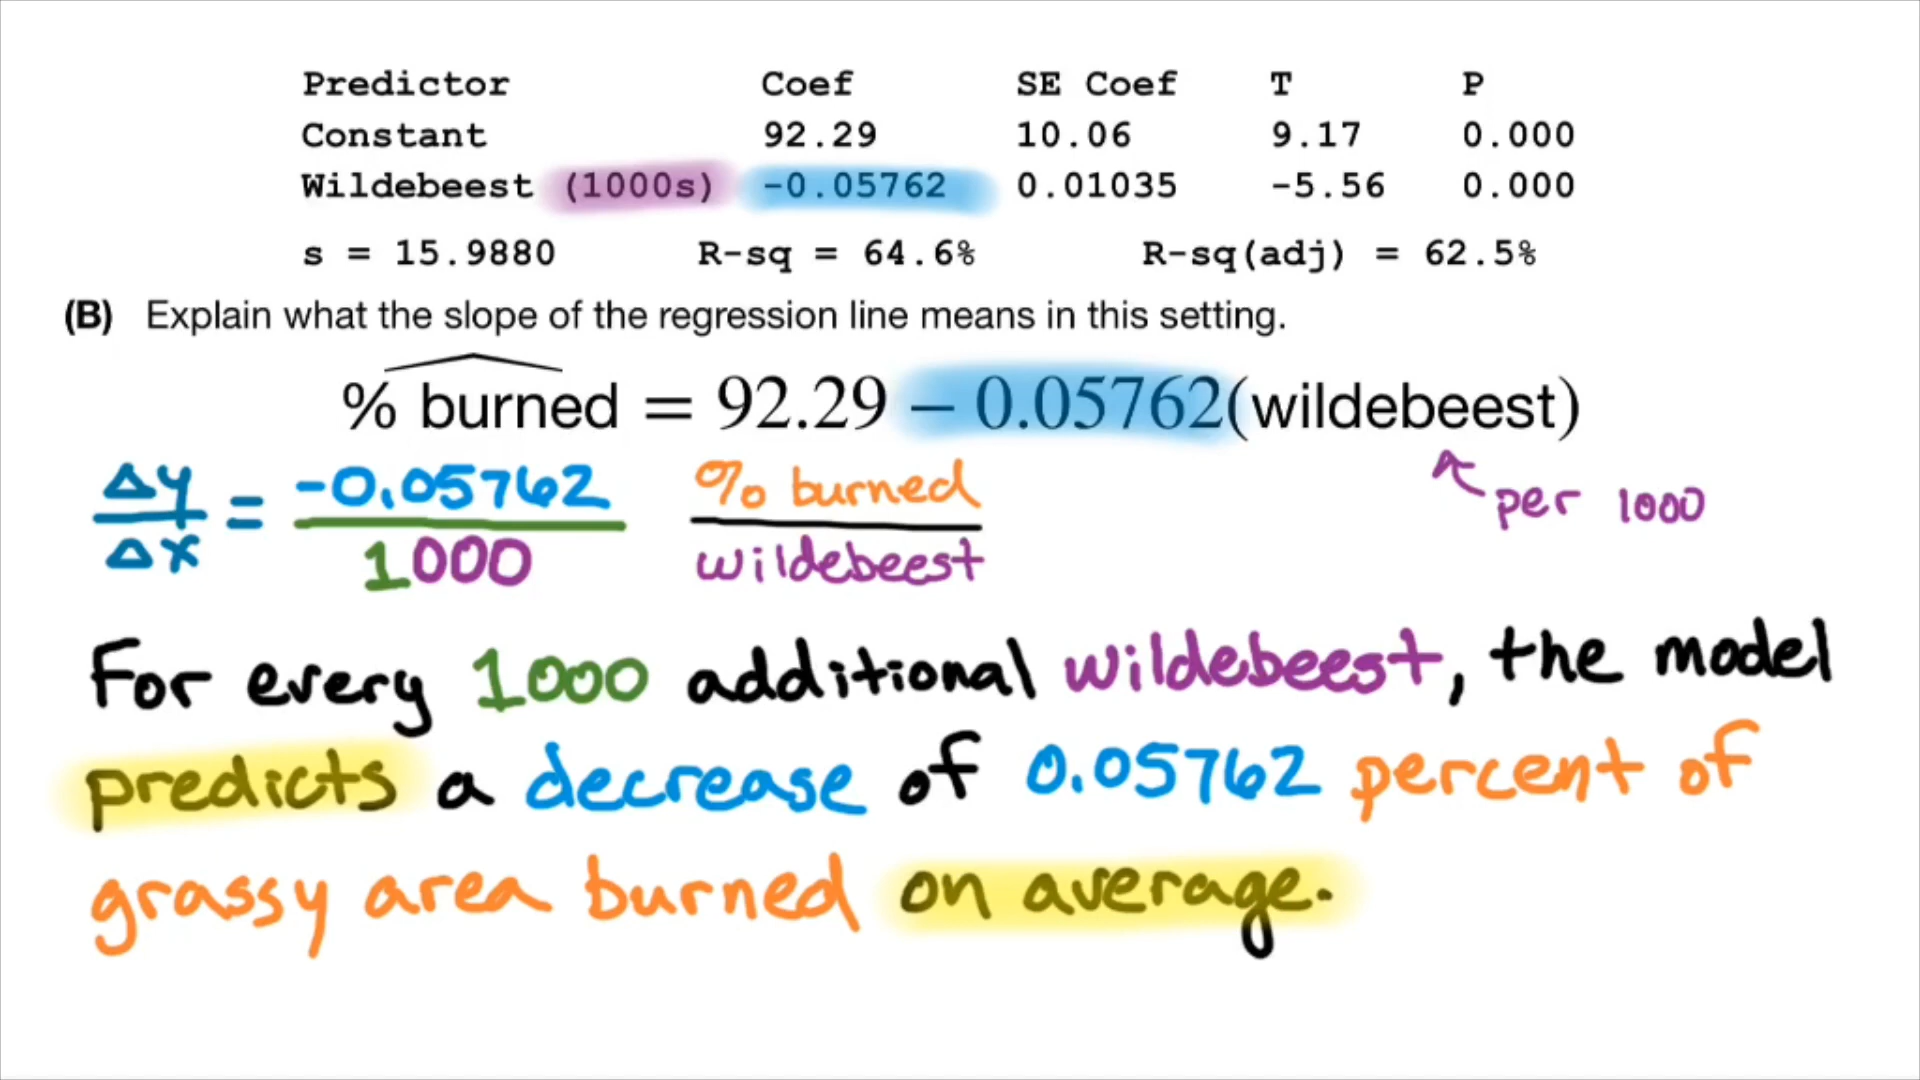 Predictor Coef SE Coef T P
Constant 92.29 10.06 9.17 0.000
Wildebeest (1000s) -0.05762 0.01035 -5.56 0.000
s = 15.9880 R-sq = 64.6% R-sq(adj) = 62.5%
(B) Explain what the slope of the regression line means in this setting.
% burned = 92.29 − 0.05762(wildebeest)
per 1000
Δy/Δx = -0.05762/1000 % burned/wildebeest
For every 1000 additional wildebeest, the model
predicts a decrease of 0.05762 percent of
grassy area burned on average.